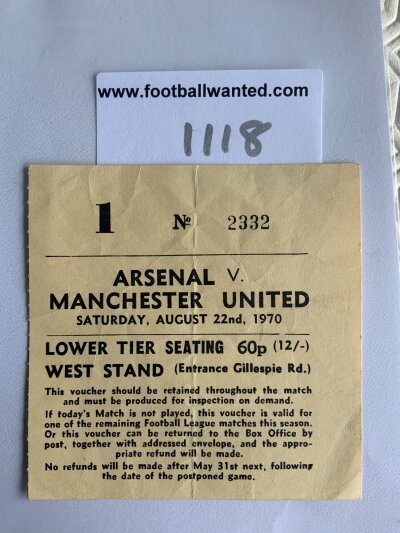 www.footballwanted.com
1118
1 № 2332
ARSENAL V.
MANCHESTER UNITED
SATURDAY, AUGUST 22nd, 1970
LOWER TIER SEATING 60p (12/-)
WEST STAND (Entrance Gillespie Rd.)
This voucher should be retained throughout the match
and must be produced for inspection on demand.
If today's Match is not played, this voucher is valid for
one of the remaining Football League matches this season.
Or this voucher can be returned to the Box Office by
post, together with addressed envelope, and the appro-
priate refund will be made.
No refunds will be made after May 31st next, following
the date of the postponed game.